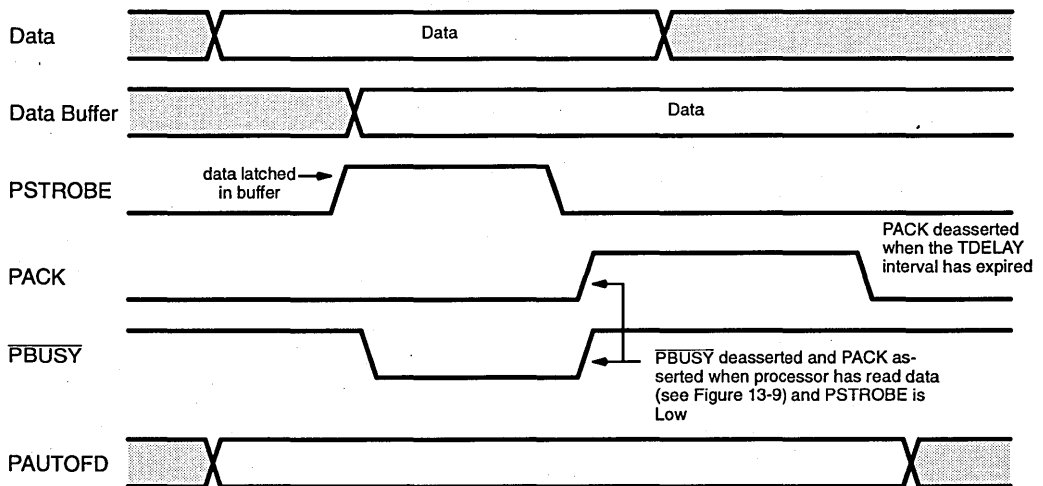 Data
Data
Data Buffer
Data
PSTROBE
data latched
in buffer
PACK
PACK deasserted
when the TDELAY
interval has expired
PBUSY
PBUSY deasserted and PACK as-
serted when processor has read data
(see Figure 13-9) and PSTROBE is
Low
PAUTOFD